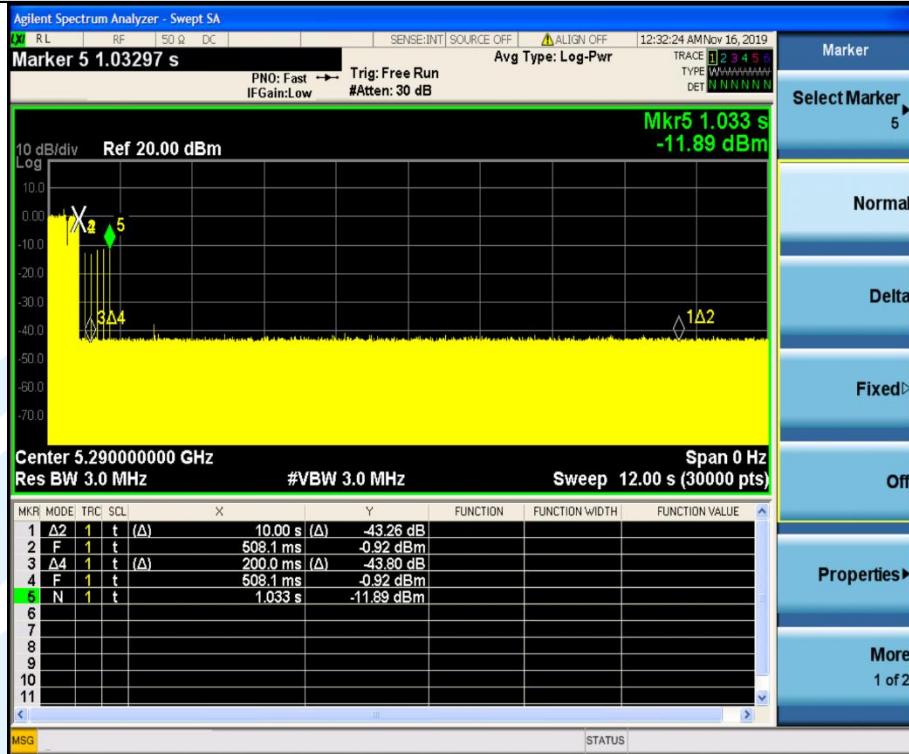 Agilent Spectrum Analyzer - Swept SA
LXI RL RF 50 Ω DC SENSE:INT SOURCE OFF ALIGN OFF 12:32:24 AM Nov 16, 2019
Marker 5 1.03297 s
PNO: Fast
IFGain:Low
Trig: Free Run
#Atten: 30 dB
Avg Type: Log-Pwr
TRACE 1 2 3 4 5 6
TYPE W
DET N N N N N N
Mkr5 1.033 s
-11.89 dBm
10 dB/div Ref 20.00 dBm
Log
10.0
0.00
-10.0
-20.0
-30.0
-40.0
-50.0
-60.0
-70.0
X 2 5
3Δ4
1Δ2
Center 5.290000000 GHz Span 0 Hz
Res BW 3.0 MHz #VBW 3.0 MHz Sweep 12.00 s (30000 pts)
MKR MODE TRC SCL X Y FUNCTION FUNCTION WIDTH FUNCTION VALUE
1 Δ2 1 t (Δ) 10.00 s (Δ) -43.26 dB
2 F 1 t 508.1 ms -0.92 dBm
3 Δ4 1 t (Δ) 200.0 ms (Δ) -43.80 dB
4 F 1 t 508.1 ms -0.92 dBm
5 N 1 t 1.033 s -11.89 dBm
6
7
8
9
10
11
MSG STATUS
Marker
Select Marker
5
Normal
Delta
Fixed
Off
Properties
More
1 of 2